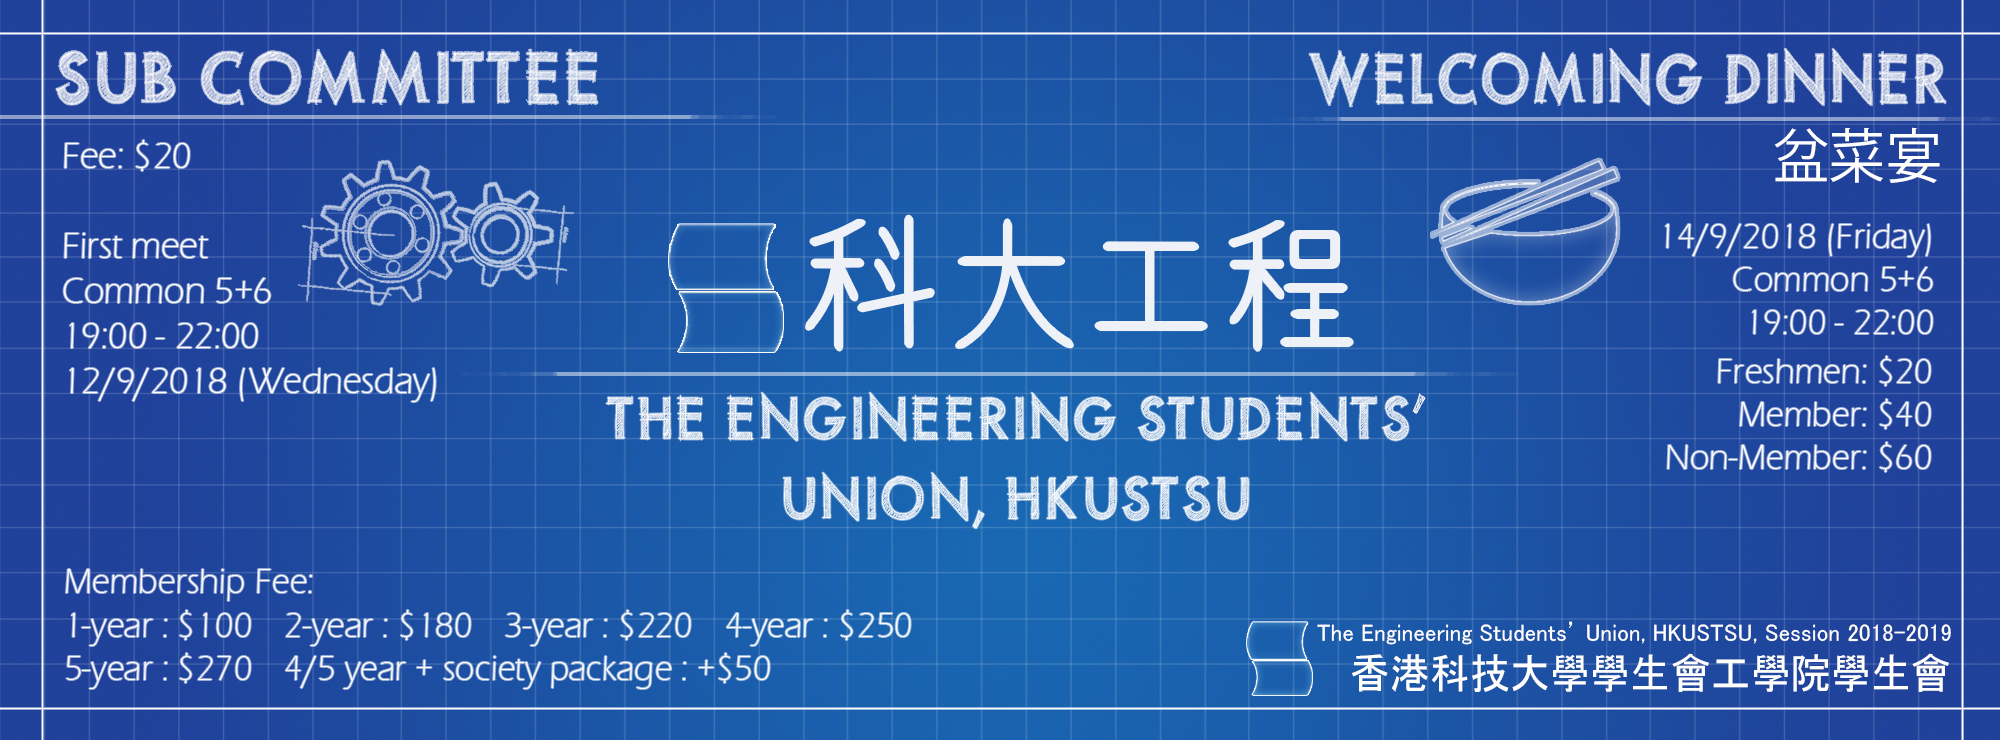 SUB COMMITTEE
Fee: $20
First meet
Common 5+6
19:00 - 22:00
12/9/2018 (Wednesday)
科大工程
THE ENGINEERING STUDENTS'
UNION, HKUSTSU
WELCOMING DINNER
盆菜宴
14/9/2018 (Friday)
Common 5+6
19:00 - 22:00
Freshmen: $20
Member: $40
Non-Member: $60
Membership Fee:
1-year : $100 2-year : $180 3-year : $220 4-year : $250
5-year : $270 4/5 year + society package : +$50
The Engineering Students' Union, HKUSTSU, Session 2018-2019
香港科技大學學生會工學院學生會